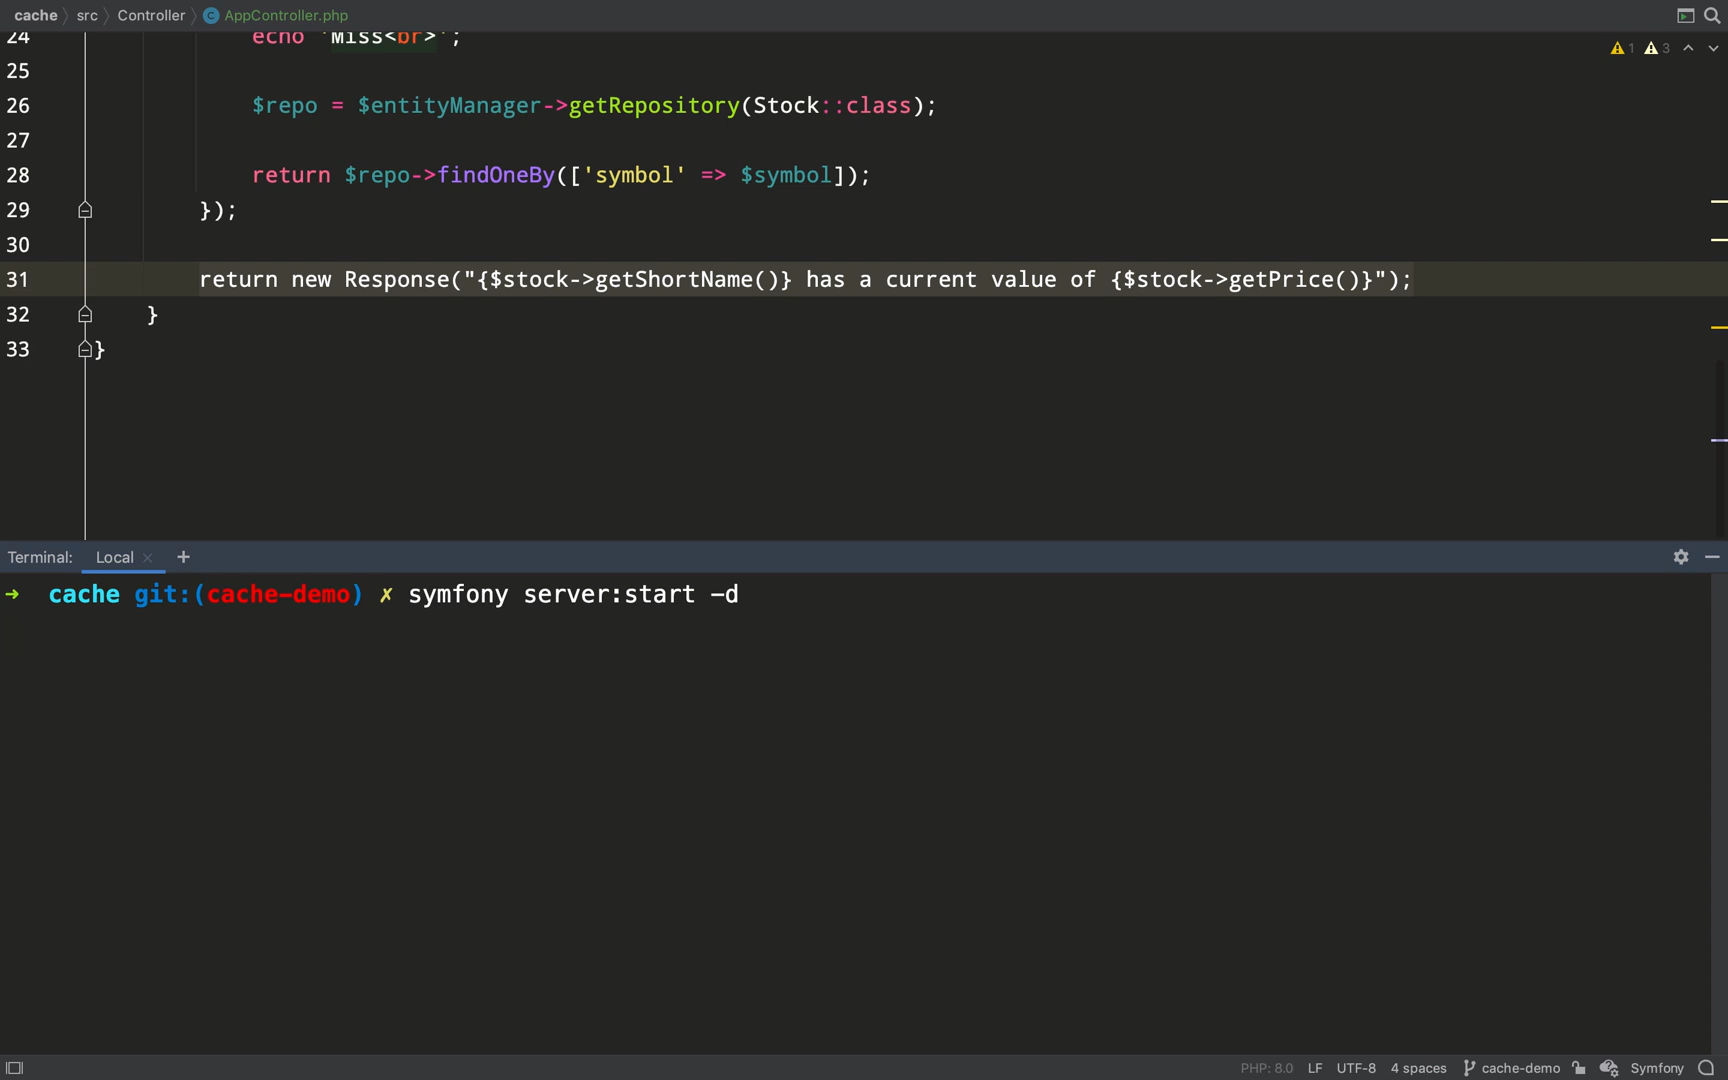 cache src Controller AppController.php
24 echo 'Miss<br>';
1 3
25
26 $repo = $entityManager->getRepository(Stock::class);
27
28 return $repo->findOneBy(['symbol' => $symbol]);
29 });
30
31 return new Response("{$stock->getShortName()} has a current value of {$stock->getPrice()}");
32 }
33 }
Terminal: Local × +
→ cache git:(cache-demo) ✗ symfony server:start -d
PHP: 8.0 LF UTF-8 4 spaces cache-demo Symfony